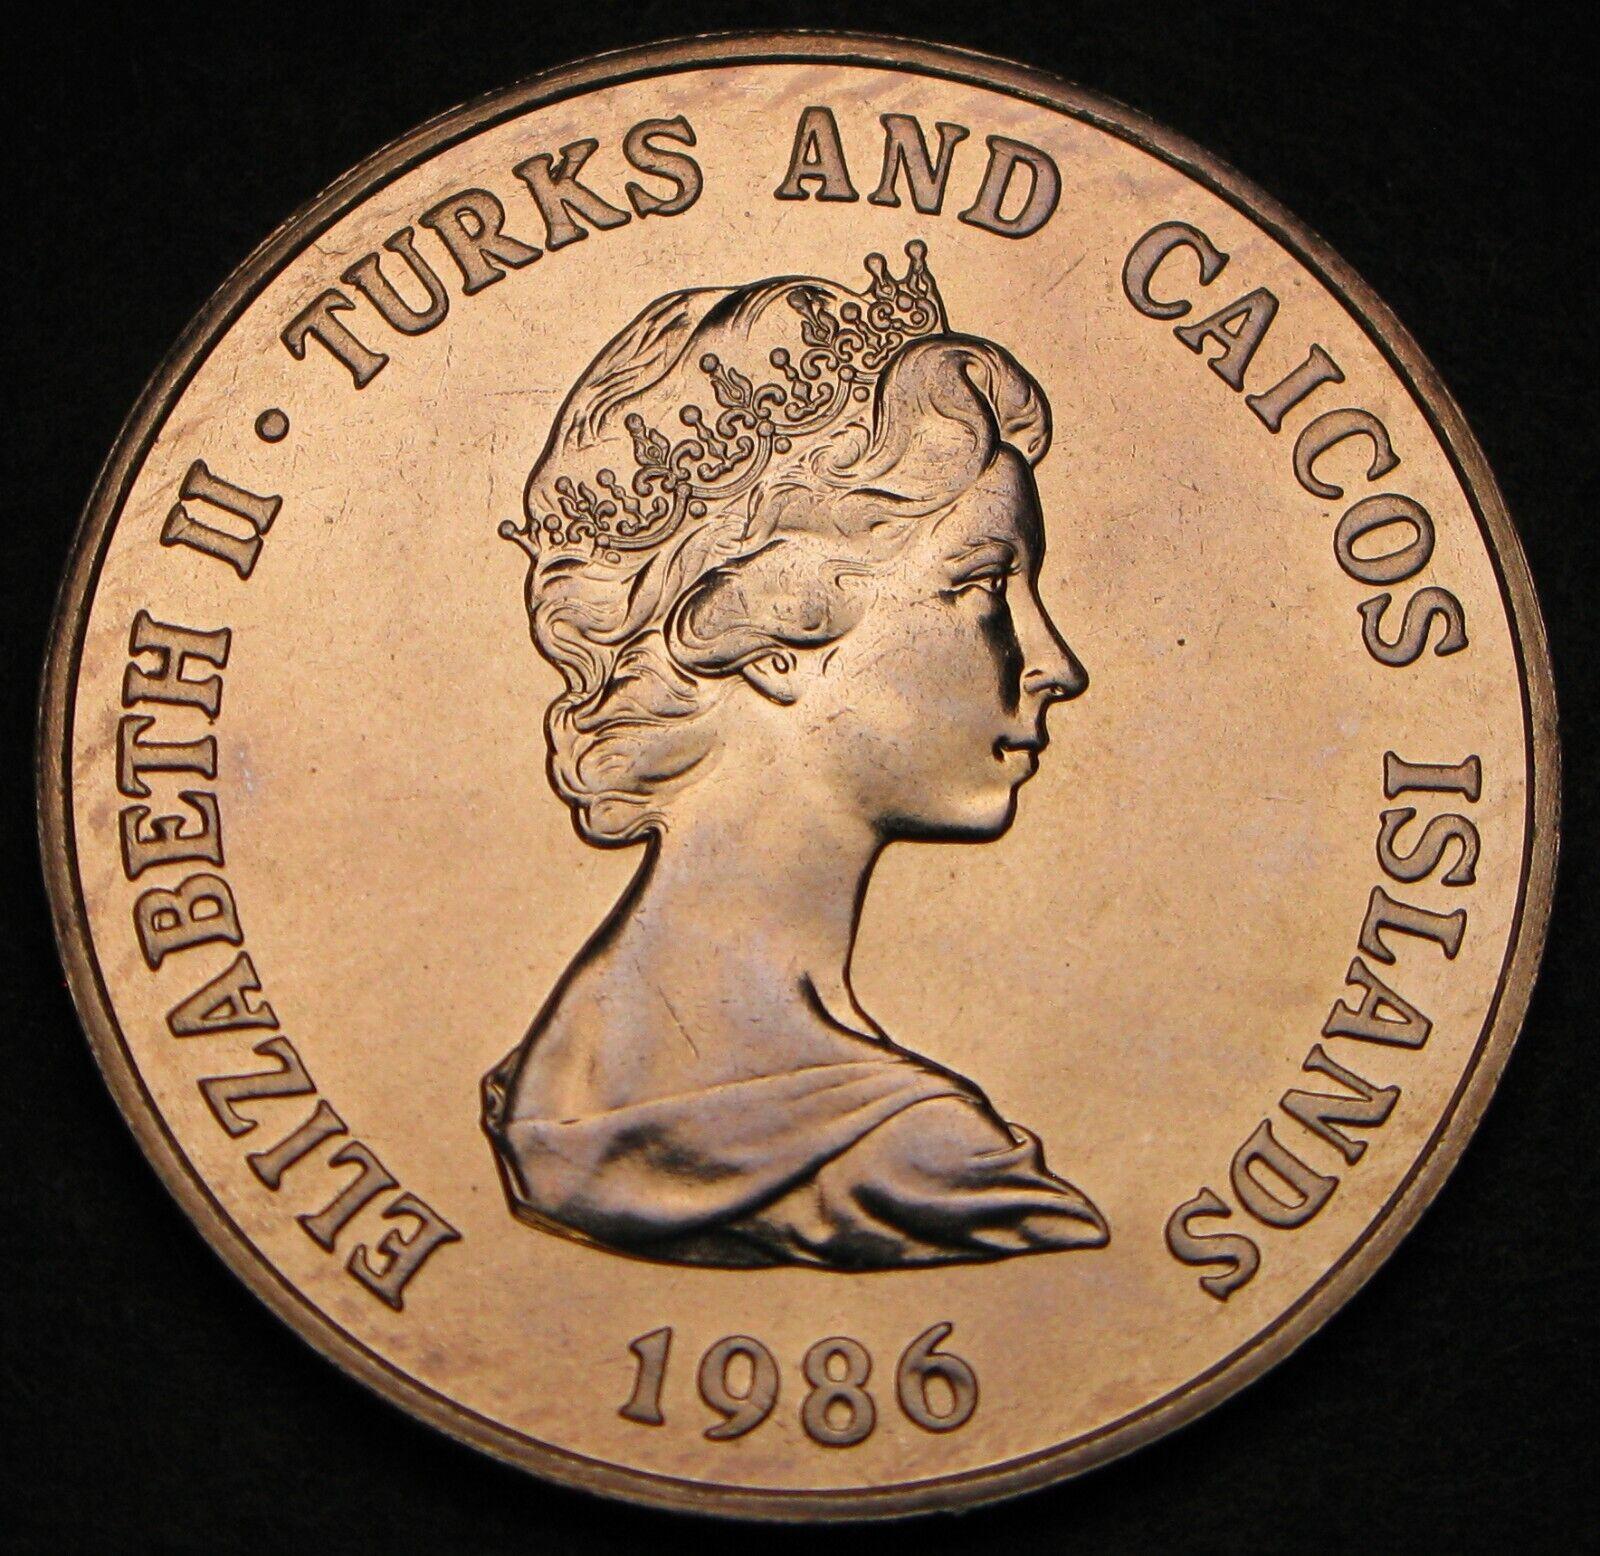 ELIZABETH II · TURKS AND CAICOS ISLANDS
1986